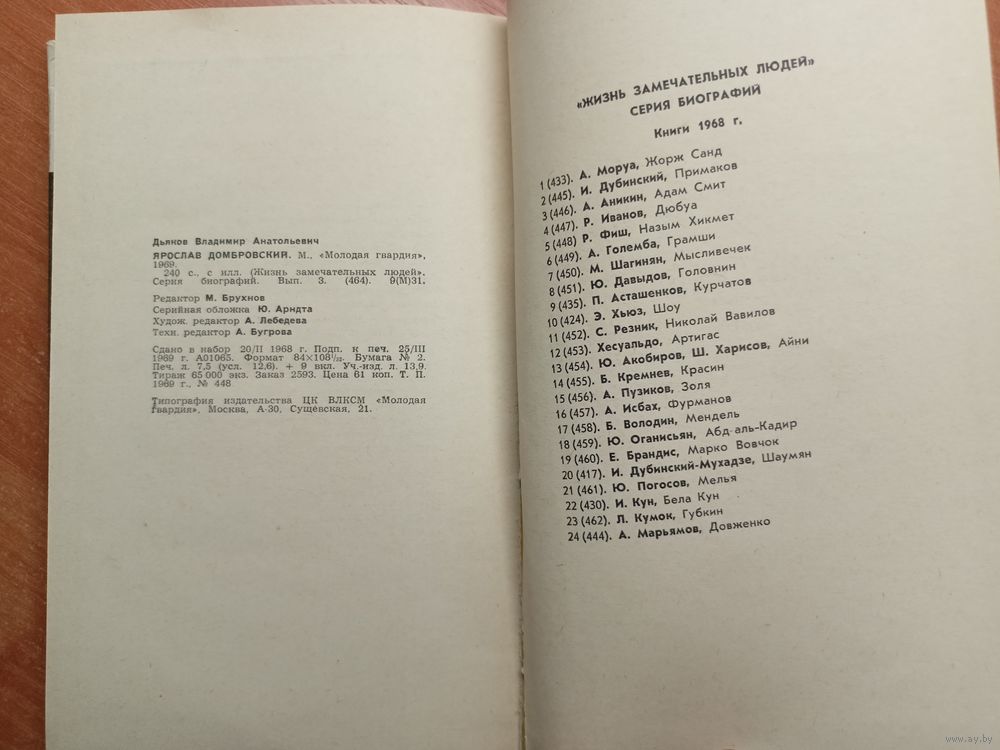 Дьяков Владимир Анатольевич
ЯРОСЛАВ ДОМБРОВСКИЙ. М., «Молодая гвардия»,
1969.
240 с., с илл. (Жизнь замечательных людей».
Серия биографий. Вып. 3. (464). 9(М)31.
Редактор М. Брухнов
Серийная обложка Ю. Арндта
Худож. редактор А. Лебедева
Техн. редактор А. Бугрова
Сдано в набор 20/II 1968 г. Подп. к печ. 25/III
1969 г. А01065. Формат 84×108¹/₃₂. Бумага № 2.
Печ. л. 7,5 (усл. 12,6). + 9 вкл. Уч.-изд. л. 13,9.
Тираж 65 000 экз. Заказ 2593. Цена 61 коп. Т. П.
1969 г., № 448.
Типография издательства ЦК ВЛКСМ «Молодая
гвардия», Москва, А-30, Сущевская, 21.
«ЖИЗНЬ ЗАМЕЧАТЕЛЬНЫХ ЛЮДЕЙ»
СЕРИЯ БИОГРАФИЙ
Книги 1968 г.
1 (433). А. Моруа, Жорж Санд
2 (445). И. Дубинский, Примаков
3 (446). А. Аникин, Адам Смит
4 (447). Р. Иванов, Дюбуа
5 (448) Р. Фиш, Назым Хикмет
6 (449). А. Големба, Грамши
7 (450). М. Шагинян, Мысливечек
8 (451). Ю. Давыдов, Головнин
9 (435). П. Асташенков, Курчатов
10 (424). Э. Хьюз, Шоу
11 (452). С. Резник, Николай Вавилов
12 (453). Хесуальдо, Артигас
13 (454). Ю. Акобиров, Ш. Харисов, Айни
14 (455). Б. Кремнев, Красин
15 (456). А. Пузиков, Золя
16 (457). А. Исбах, Фурманов
17 (458). Б. Володин, Мендель
18 (459). Ю. Оганисьян, Абд-аль-Кадир
19 (460). Е. Брандис, Марко Вовчок
20 (417). И. Дубинский-Мухадзе, Шаумян
21 (461). Ю. Погосов, Мелья
22 (430). И. Кун, Бела Кун
23 (462). Л. Кумок, Губкин
24 (444). А. Марьямов, Довженко
www.ay.by